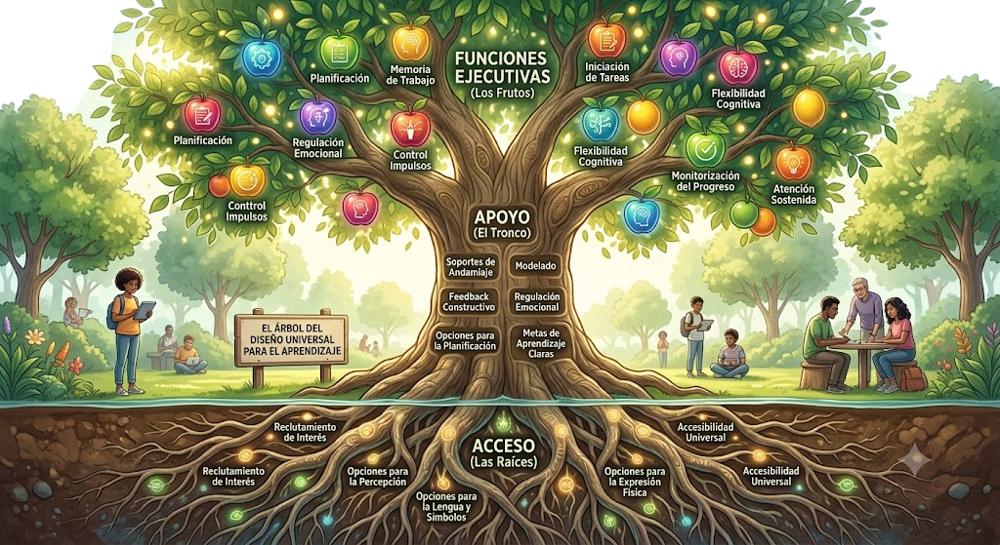 FUNCIONES
EJECUTIVAS
(Los Frutos)
Planificación
Memoria
de Trabajo
Iniciación
de Tareas
Flexibilidad
Cognitiva
Planificación
Regulación
Emocional
Control
Impulsos
Flexibilidad
Cognitiva
Monitorización
del Progreso
Atención
Sostenida
Conttrol
Impulsos
APOYO
(El Tronco)
Soportes de
Andamiaje
Modelado
Feedback
Constructivo
Regulación
Emocional
Opciones para
la Planificación
Metas de
Aprendizaje
Claras
EL ÁRBOL DEL
DISEÑO UNIVERSAL
PARA EL APRENDIZAJE
ACCESO
(Las Raíces)
Reclutamiento
de Interés
Accesibilidad
Universal
Reclutamiento
de Interés
Opciones para
la Percepción
Opciones para
la Lengua y
Símbolos
Opciones para
la Expresión
Física
Accesibilidad
Universal